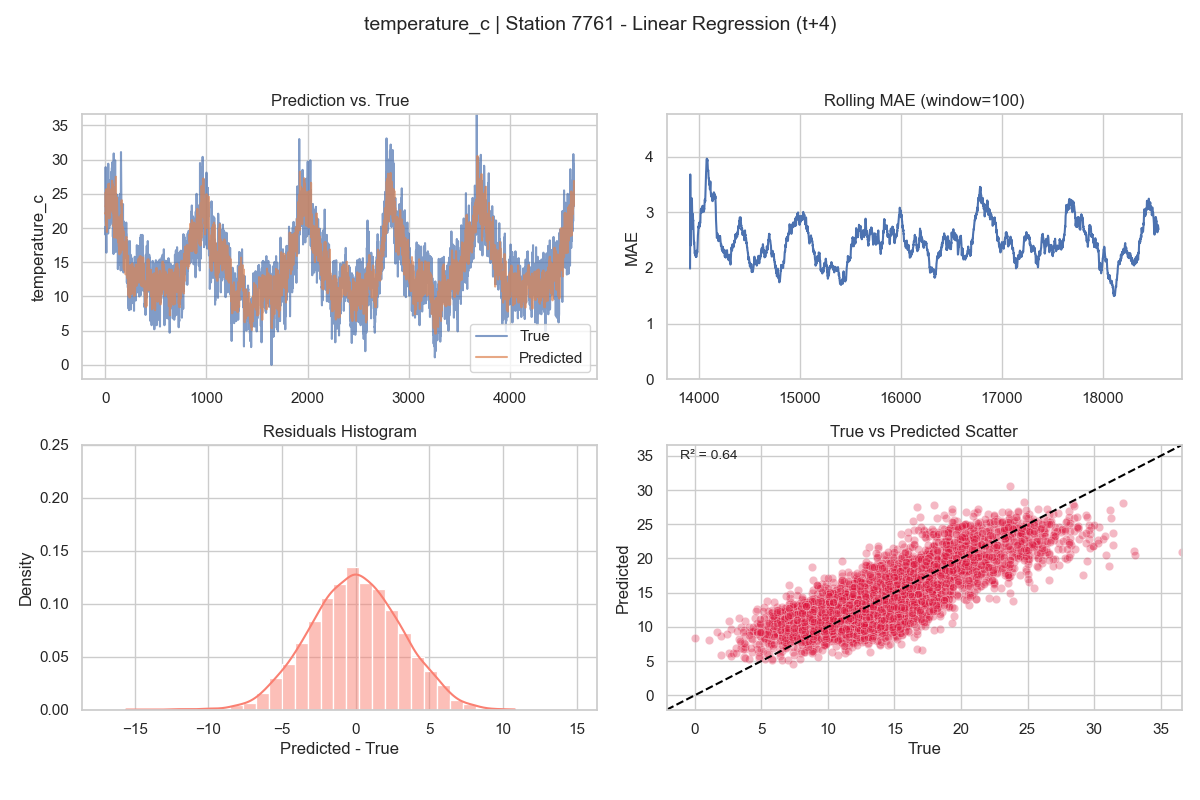 temperature_c | Station 7761 - Linear Regression (t+4)
Prediction vs. True
temperature_c
35
30
25
20
15
10
5
0
0 1000 2000 3000 4000
True
Predicted
Rolling MAE (window=100)
MAE
4
3
2
1
0
14000 15000 16000 17000 18000
Residuals Histogram
Density
0.25
0.20
0.15
0.10
0.05
0.00
−15 −10 −5 0 5 10 15
Predicted - True
True vs Predicted Scatter
R² = 0.64
Predicted
35
30
25
20
15
10
5
0
0 5 10 15 20 25 30 35
True